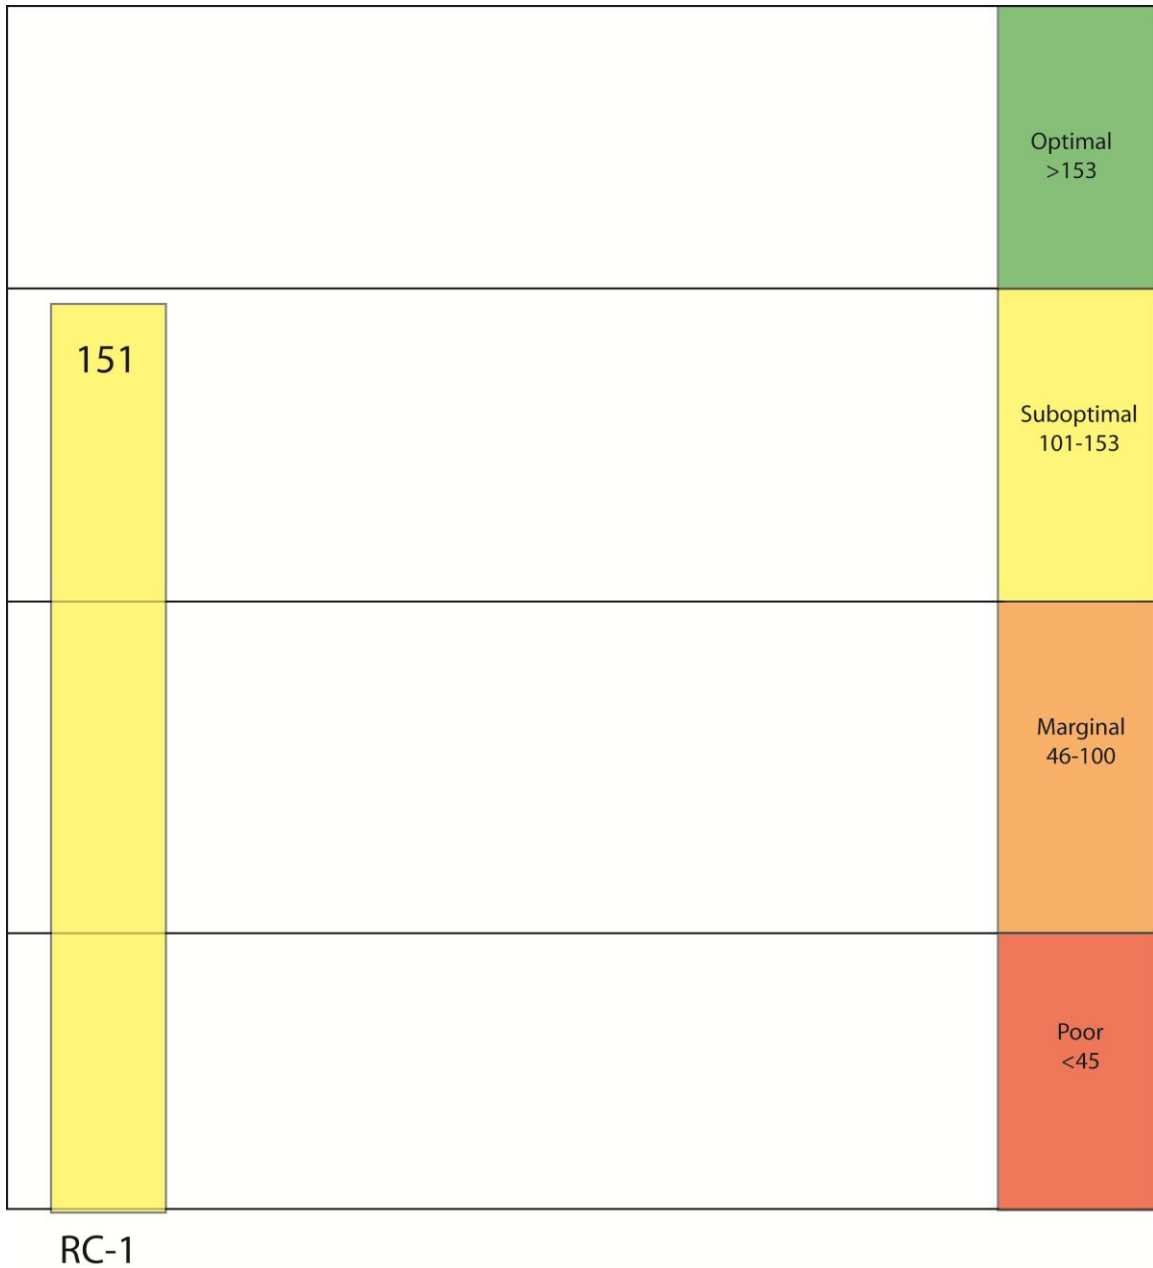 Optimal
>153
151
Suboptimal
101-153
Marginal
46-100
Poor
<45
RC-1